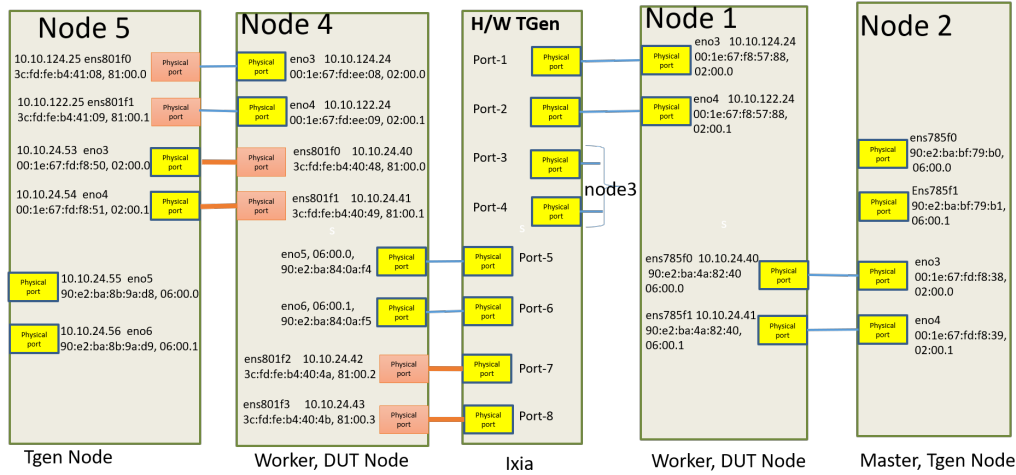 Node 5
10.10.124.25 ens801f0
3c:fd:fe:b4:41:08, 81:00.0
Physical
port
10.10.122.25 ens801f1
3c:fd:fe:b4:41:09, 81:00.1
Physical
port
10.10.24.53 eno3
00:1e:67:fd:f8:50, 02:00.0
Physical
port
10.10.24.54 eno4
00:1e:67:fd:f8:51, 02:00.1
Physical
port
Physical
port
10.10.24.55 eno5
90:e2:ba:8b:9a:d8, 06:00.0
Physical
port
10.10.24.56 eno6
90:e2:ba:8b:9a:d9, 06:00.1
Tgen Node
Node 4
Physical
port
eno3 10.10.124.24
00:1e:67:fd:ee:08, 02:00.0
Physical
port
eno4 10.10.122.24
00:1e:67:fd:ee:09, 02:00.1
Physical
port
ens801f0 10.10.24.40
3c:fd:fe:b4:40:48, 81:00.0
Physical
port
ens801f1 10.10.24.41
3c:fd:fe:b4:40:49, 81:00.1
s
eno5, 06:00.0,
90:e2:ba:84:0a:f4
Physical
port
eno6, 06:00.1,
90:e2:ba:84:0a:f5
Physical
port
ens801f2 10.10.24.42
3c:fd:fe:b4:40:4a, 81:00.2
Physical
port
ens801f3 10.10.24.43
3c:fd:fe:b4:40:4b, 81:00.3
Physical
port
Worker, DUT Node
H/W TGen
Port-1
Physical
port
Port-2
Physical
port
Port-3
Physical
port
node3
Port-4
Physical
port
s
Physical
port
Port-5
Physical
port
Port-6
Physical
port
Port-7
Physical
port
Port-8
Ixia
Node 1
Physical
port
eno3 10.10.124.24
00:1e:67:f8:57:88,
02:00.0
Physical
port
eno4 10.10.122.24
00:1e:67:f8:57:88,
02:00.1
s
ens785f0 10.10.24.40
90:e2:ba:4a:82:40
06:00.0
Physical
port
ens785f1 10.10.24.41
90:e2:ba:4a:82:40,
06:00.1
Physical
port
Worker, DUT Node
Node 2
Physical
port
ens785f0
90:e2:ba:bf:79:b0,
06:00.0
Physical
port
Ens785f1
90:e2:ba:bf:79:b1,
06:00.1
Physical
port
eno3
00:1e:67:fd:f8:38,
02:00.0
Physical
port
eno4
00:1e:67:fd:f8:39,
02:00.1
Master, Tgen Node